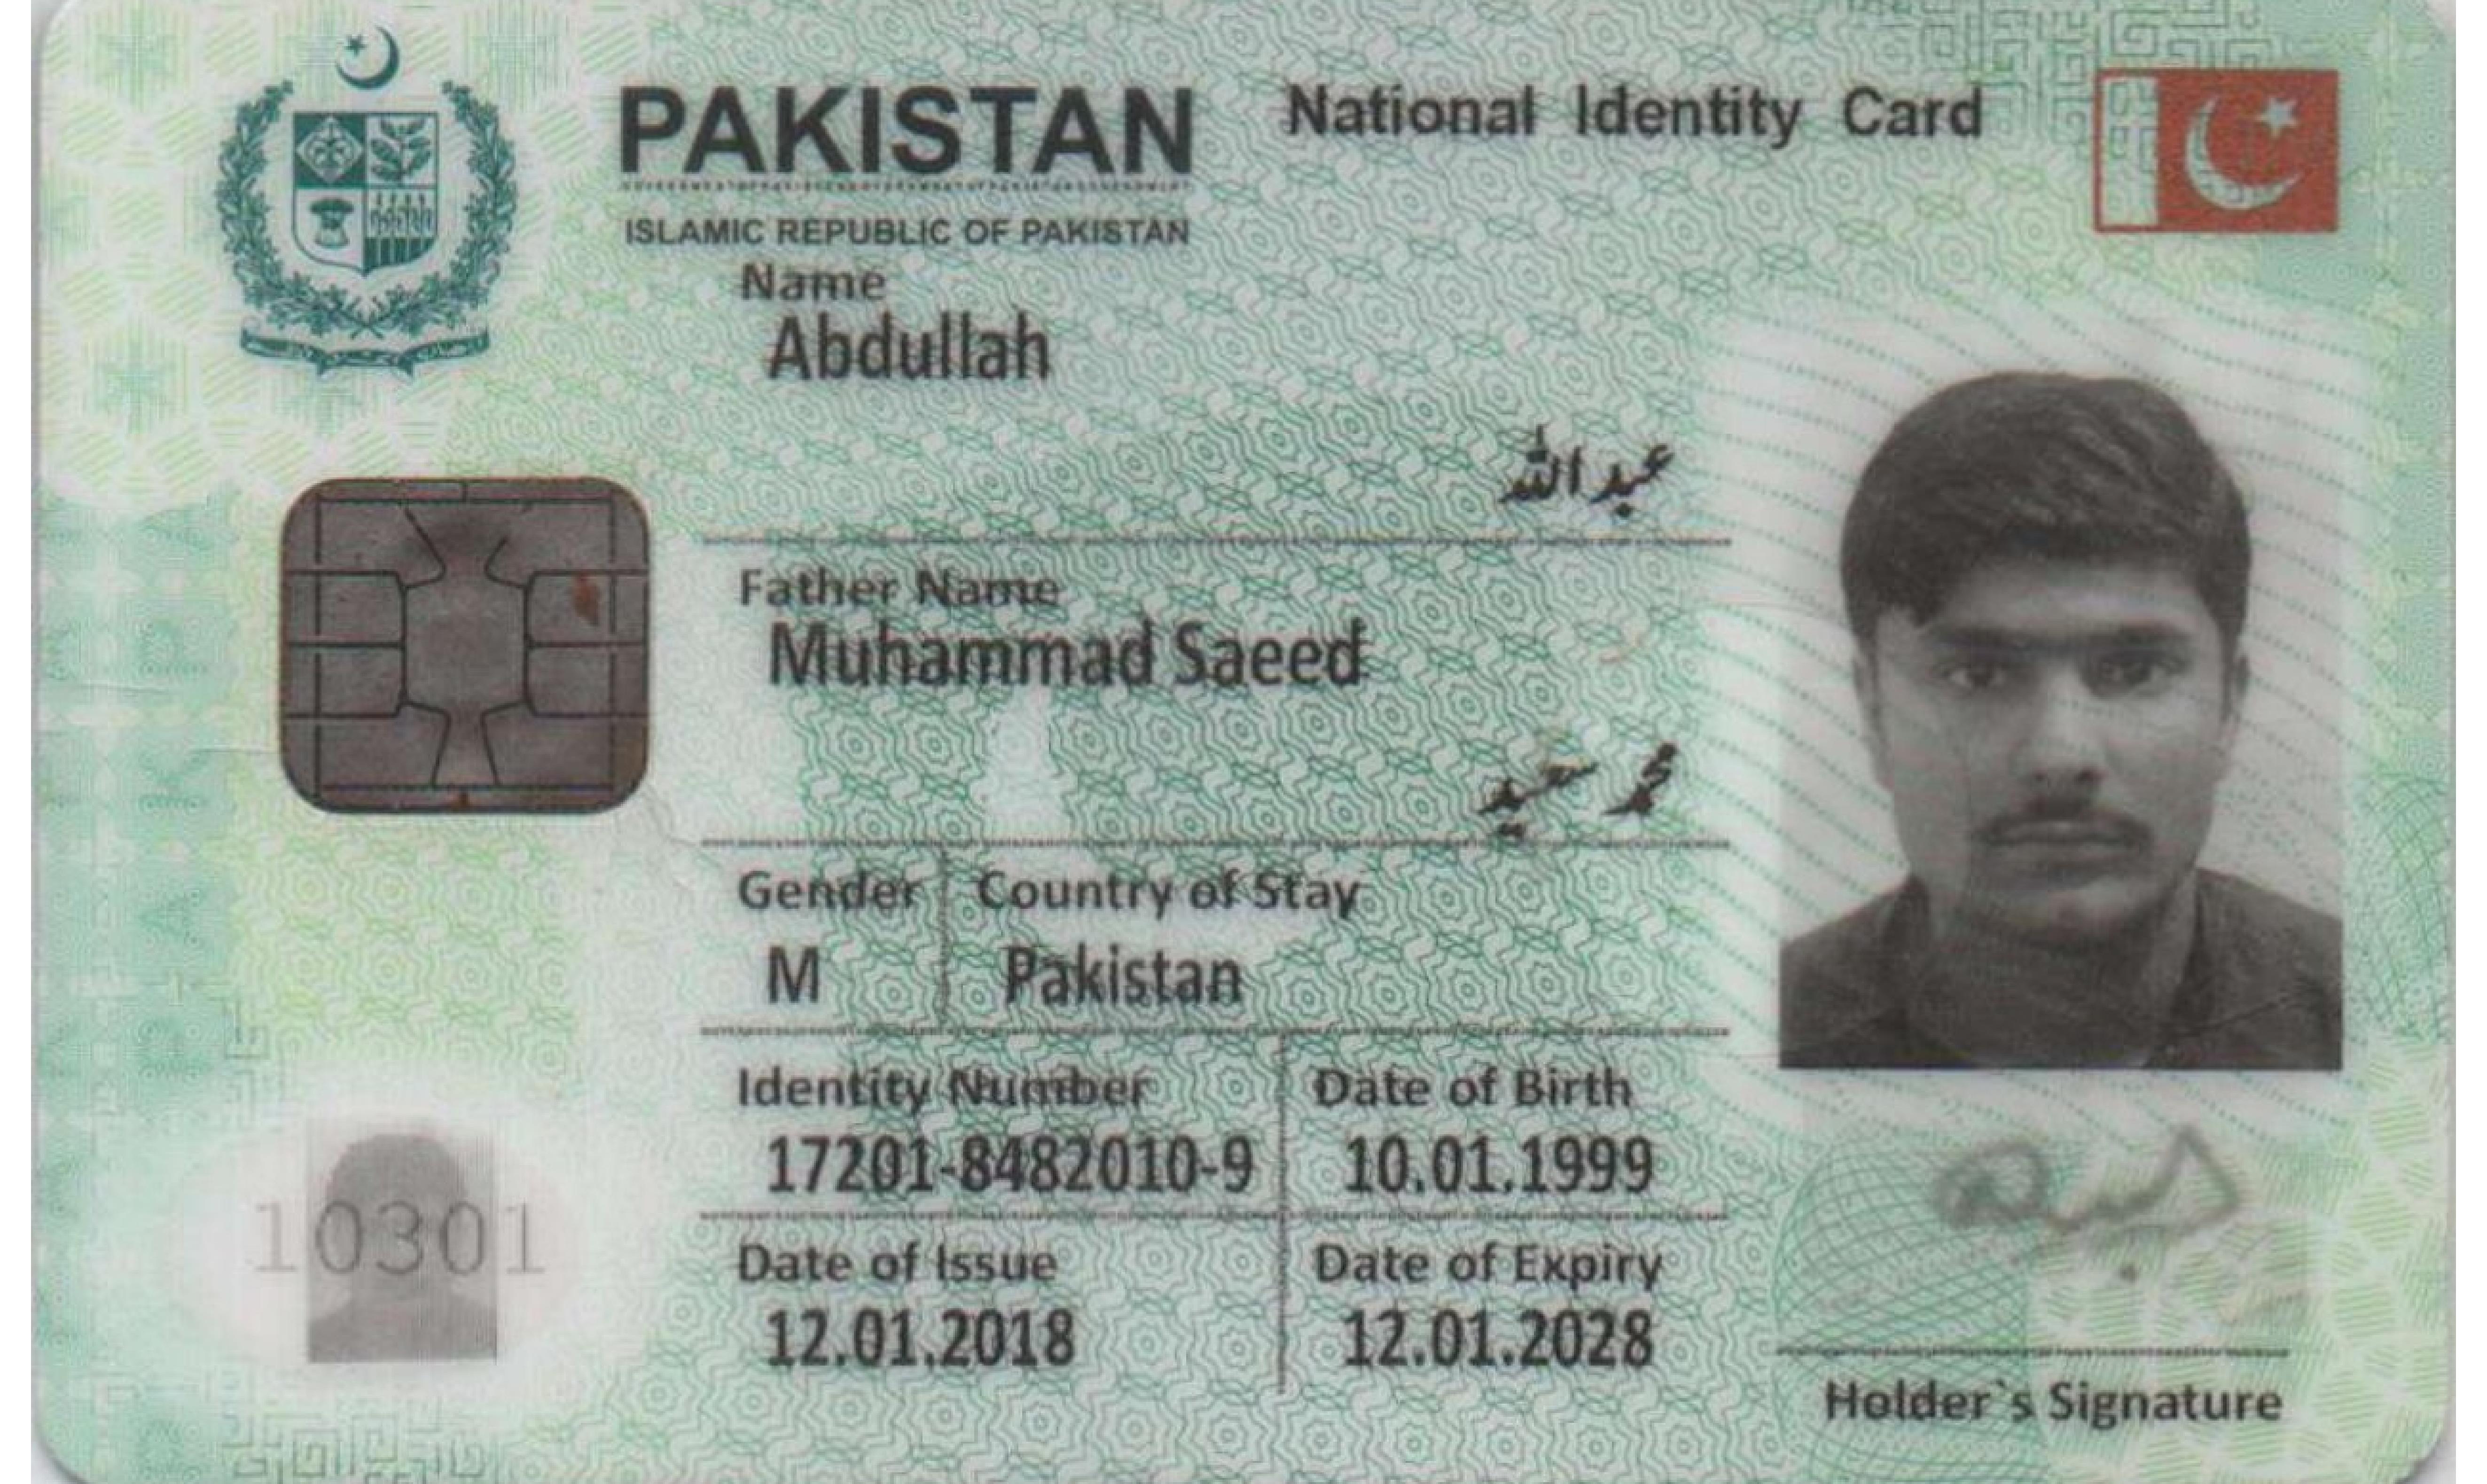 PAKISTAN
National Identity Card
ISLAMIC REPUBLIC OF PAKISTAN
Name
Abdullah
عبداللہ
Father Name
Muhammad Saeed
محمد سعید
Gender Country of Stay
M Pakistan
Identity Number Date of Birth
17201-8482010-9 10.01.1999
Date of Issue Date of Expiry
12.01.2018 12.01.2028
10301
Holder`s Signature